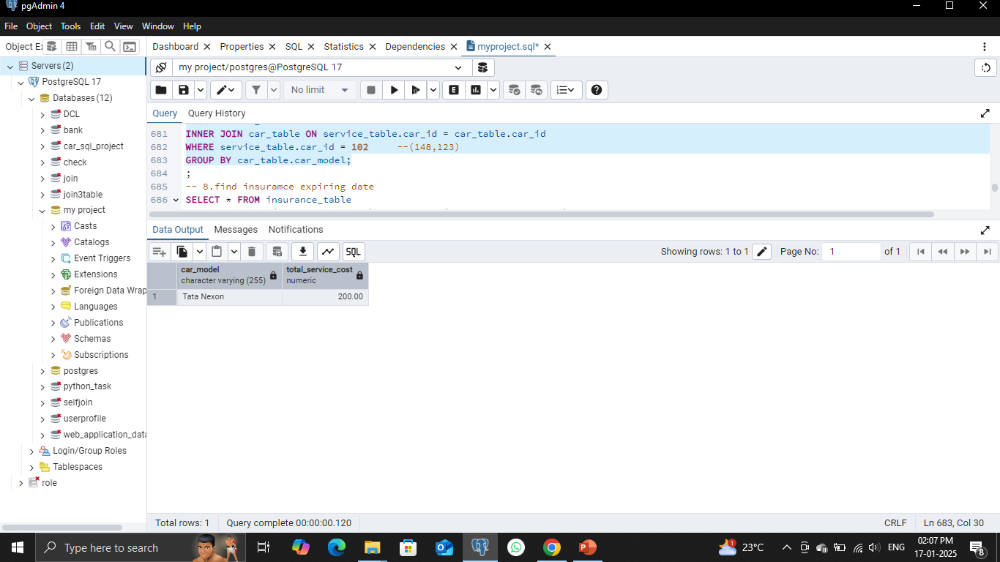 pgAdmin 4
File Object Tools Edit View Window Help
Object Ex
Dashboard Properties SQL Statistics Dependencies myproject.sql*
Servers (2)
PostgreSQL 17
Databases (12)
DCL
bank
car_sql_project
check
join
join3table
my project
Casts
Catalogs
Event Triggers
Extensions
Foreign Data Wrap
Languages
Publications
Schemas
Subscriptions
postgres
python_task
selfjoin
userprofile
web_application_data
Login/Group Roles
Tablespaces
role
my project/postgres@PostgreSQL 17
No limit
E
Query Query History
681 INNER JOIN car_table ON service_table.car_id = car_table.car_id
682 WHERE service_table.car_id = 102 --(148,123)
683 GROUP BY car_table.car_model;
684 ;
685 -- 8.find insuramce expiring date
686 SELECT * FROM insurance_table
Data Output Messages Notifications
SQL
Showing rows: 1 to 1 Page No: 1 of 1
car_model total_service_cost
character varying (255) numeric
1 Tata Nexon 200.00
Total rows: 1 Query complete 00:00:00.120 CRLF Ln 683, Col 30
Type here to search
1 23°C ENG 02:07 PM
17-01-2025 8